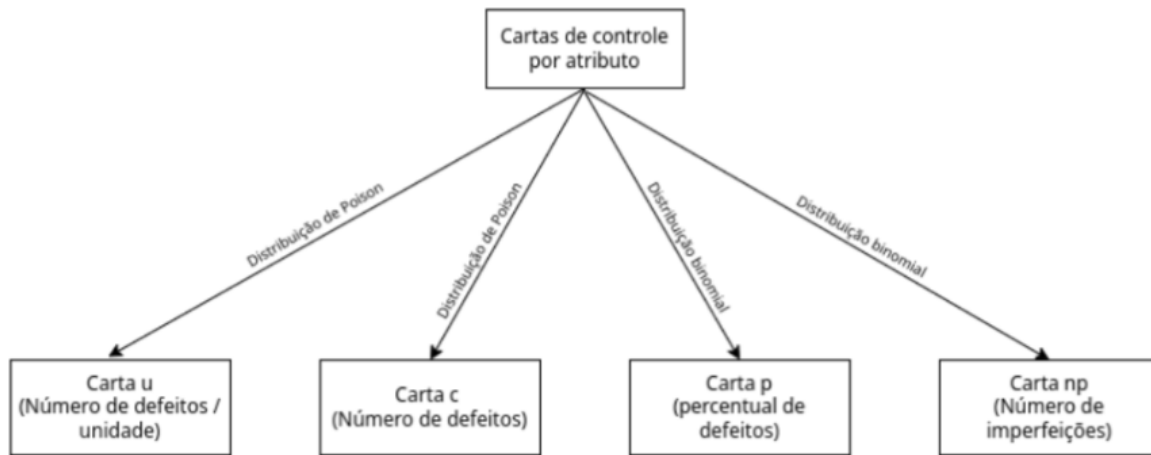 Cartas de controle
por atributo
Distribuição de Poison
Distribuição de Poison
Distribuição binomial
Distribuição binomial
Carta u
(Número de defeitos /
unidade)
Carta c
(Número de defeitos)
Carta p
(percentual de
defeitos)
Carta np
(Número de
imperfeições)